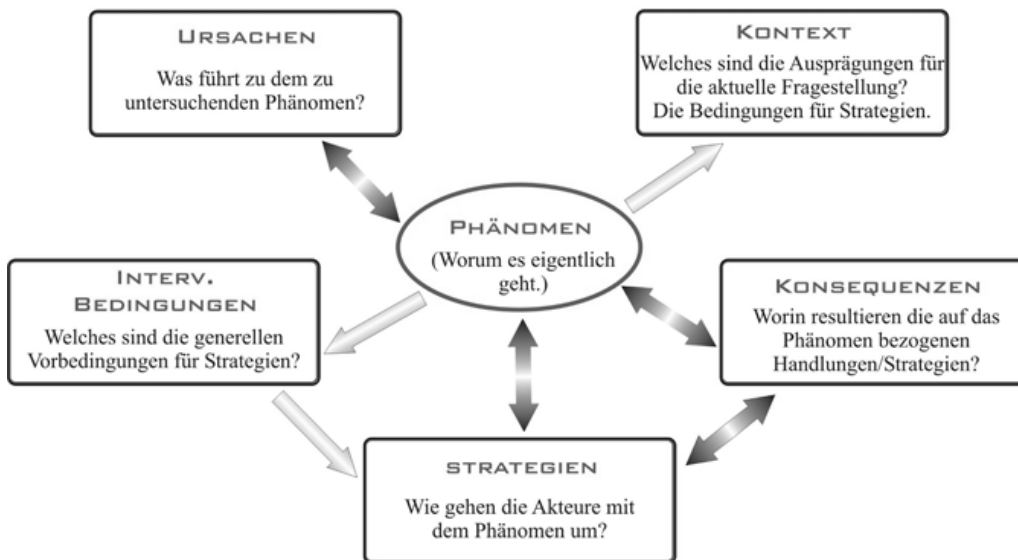 URSACHEN
Was führt zu dem zu
untersuchenden Phänomen?
KONTEXT
Welches sind die Ausprägungen für
die aktuelle Fragestellung?
Die Bedingungen für Strategien.
PHÄNOMEN
(Worum es eigentlich
geht.)
INTERV.
BEDINGUNGEN
Welches sind die generellen
Vorbedingungen für Strategien?
KONSEQUENZEN
Worin resultieren die auf das
Phänomen bezogenen
Handlungen/Strategien?
STRATEGIEN
Wie gehen die Akteure mit
dem Phänomen um?